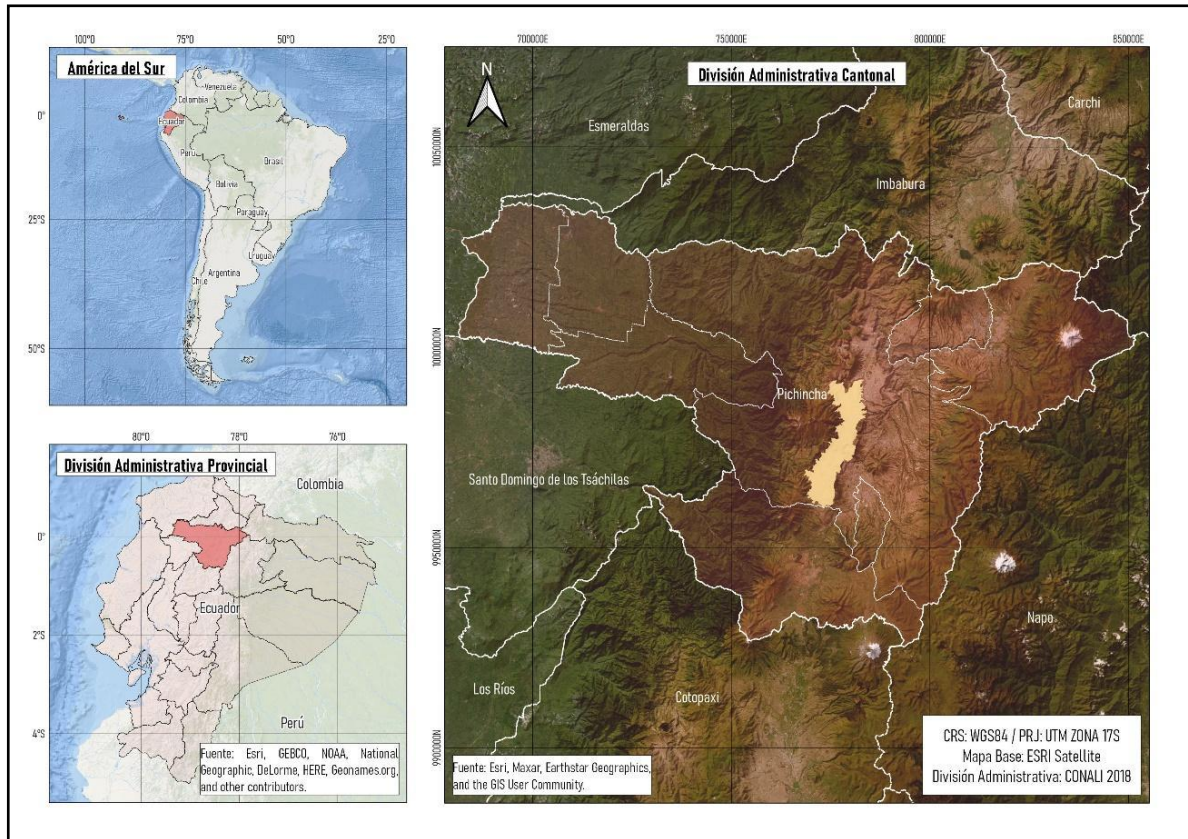 100°O 75°O 50°O 25°O
América del Sur
Venezuela
Colombia
0°
Ecuador
Perú
Brasil
Bolivia
25°S
Paraguay
Uruguay
Argentina
Chile
50°S
80°O 78°O 76°O
División Administrativa Provincial
Colombia
0°
Ecuador
2°S
Perú
4°S
Fuente: Esri, GEBCO, NOAA, National
Geographic, DeLorme, HERE, Geonames.org,
and other contributors.
700000E 750000E 800000E 850000E
N
División Administrativa Cantonal
Carchi
Esmeraldas
10050000N
Imbabura
10000000N
Pichincha
Santo Domingo de los Tsáchilas
9950000N
Napo
Los Ríos
Cotopaxi
9900000N
Fuente: Esri, Maxar, Earthstar Geographics,
and the GIS User Community.
CRS: WGS84 / PRJ: UTM ZONA 17S
Mapa Base: ESRI Satellite
División Administrativa: CONALI 2018